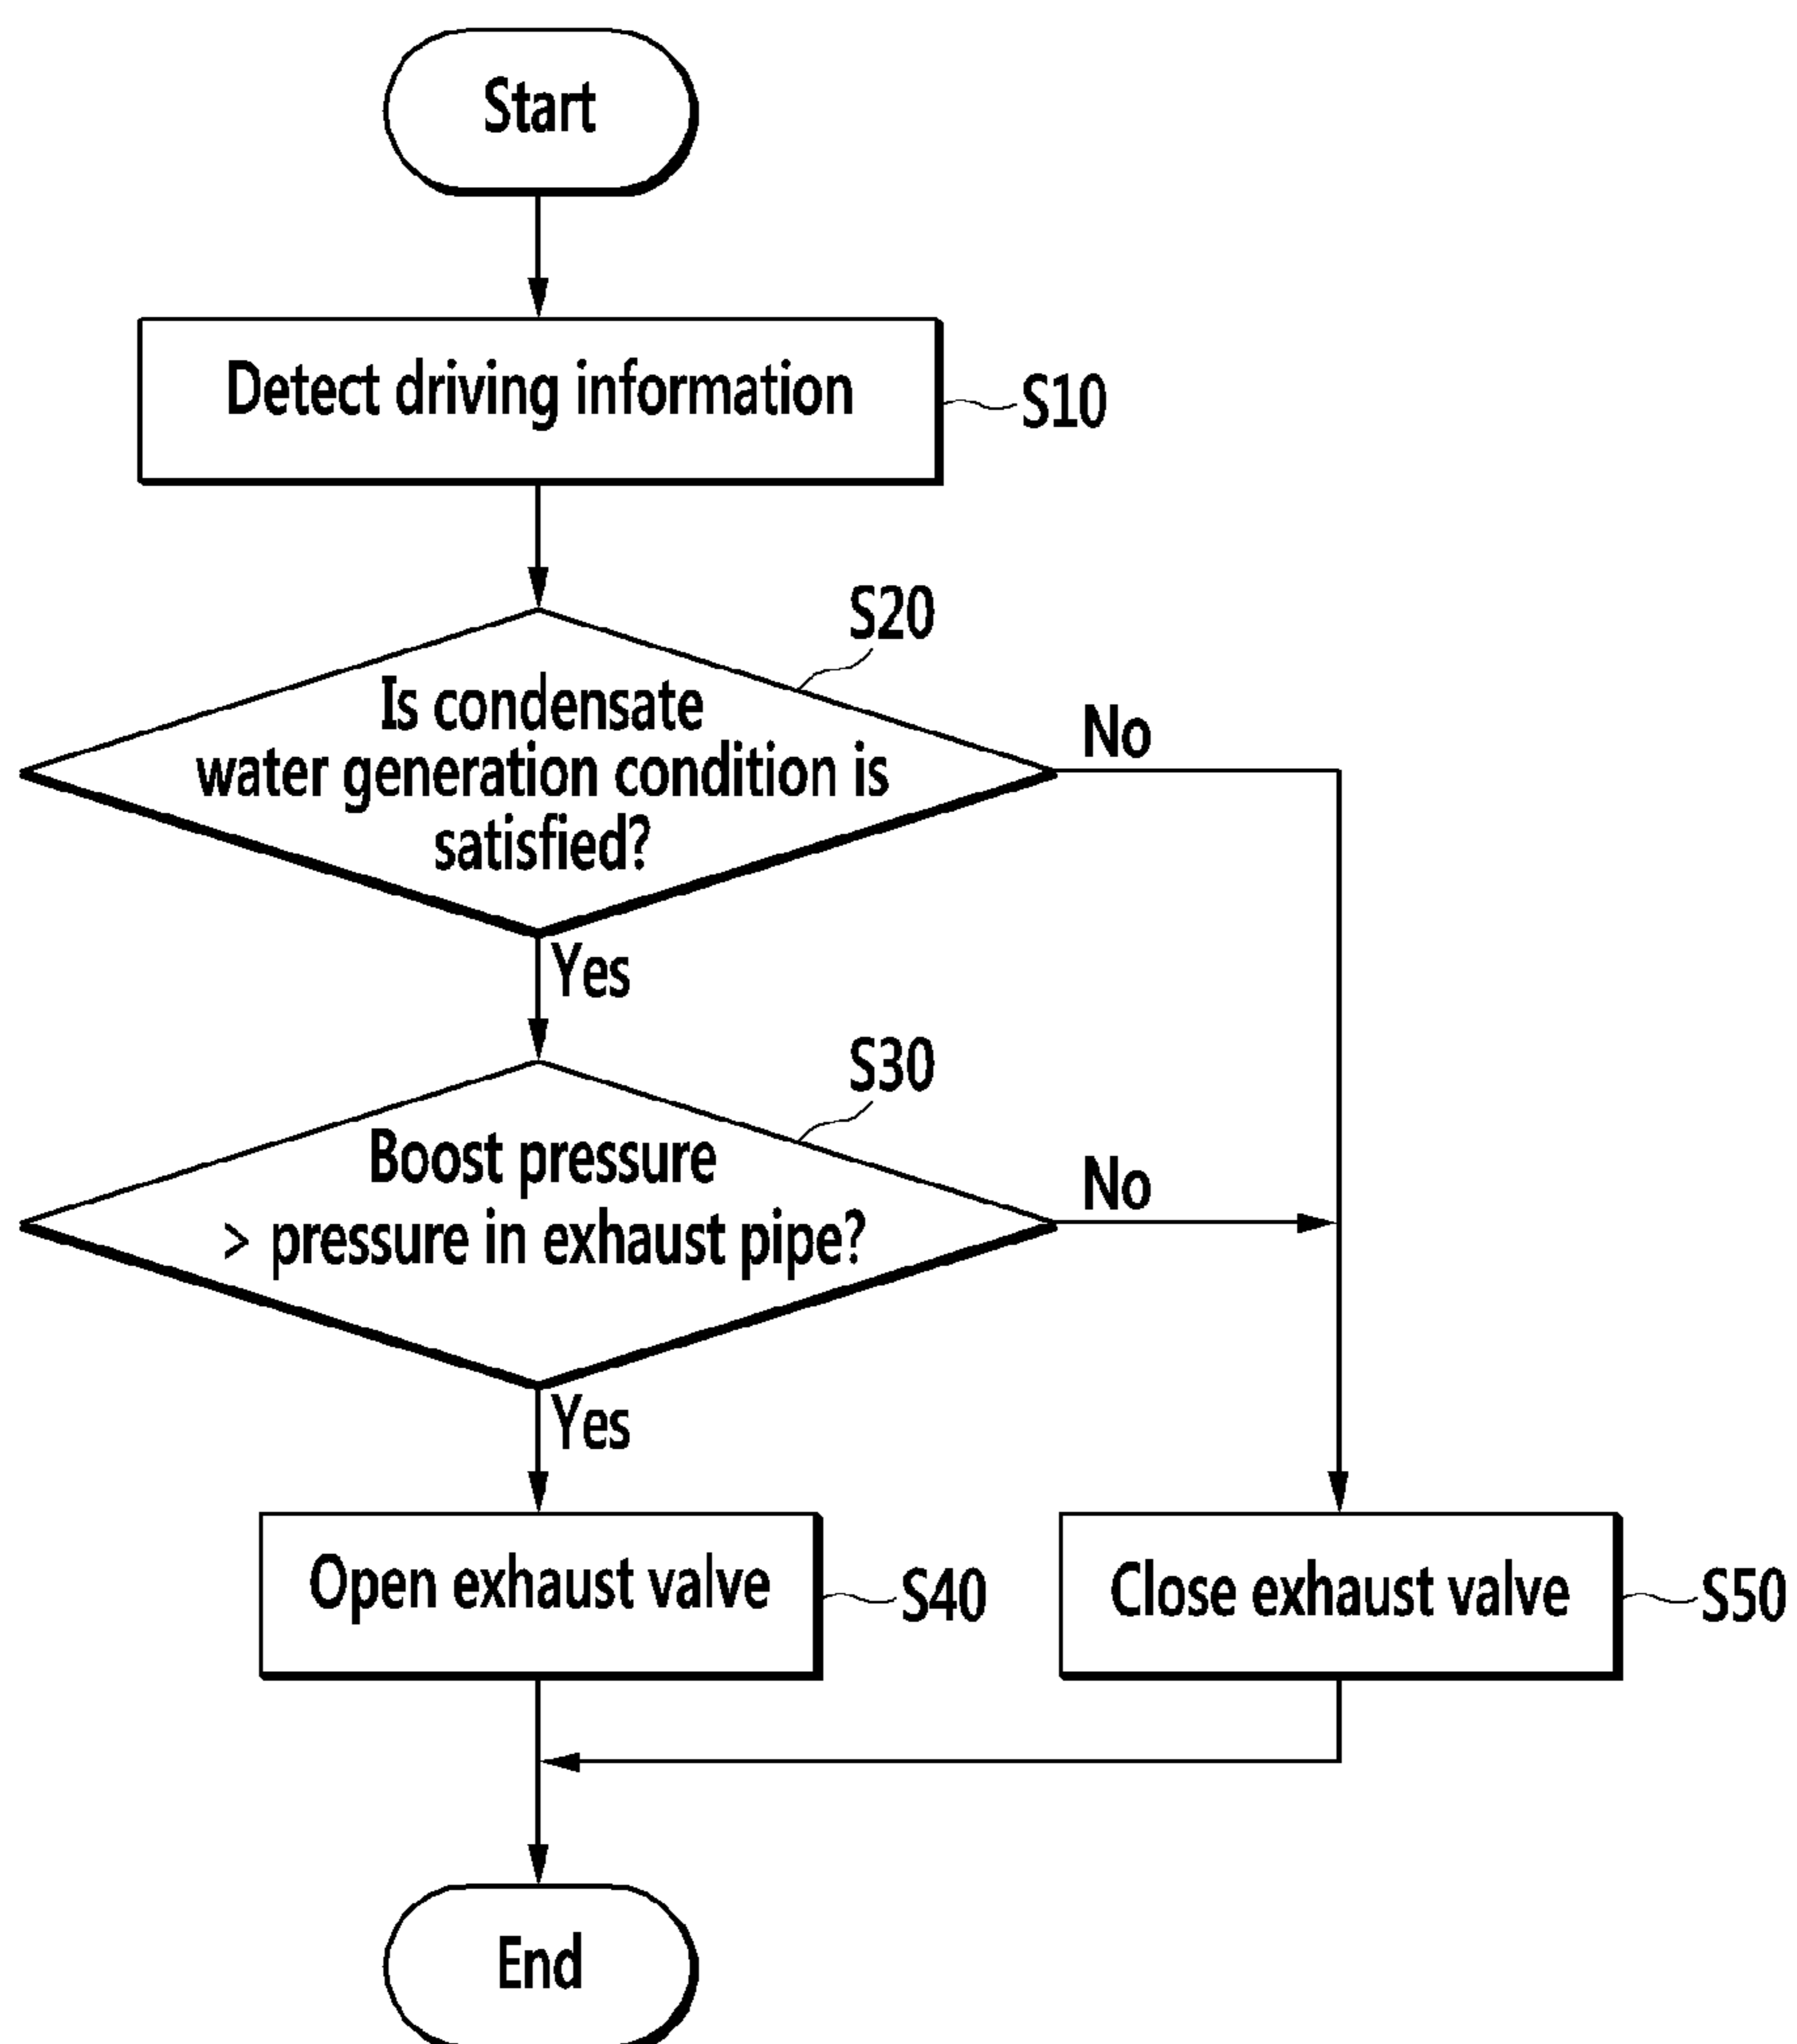 Start
Detect driving information
S10
S20
Is condensate
water generation condition is
satisfied?
No
Yes
S30
Boost pressure
> pressure in exhaust pipe?
No
Yes
Open exhaust valve
S40
Close exhaust valve
S50
End